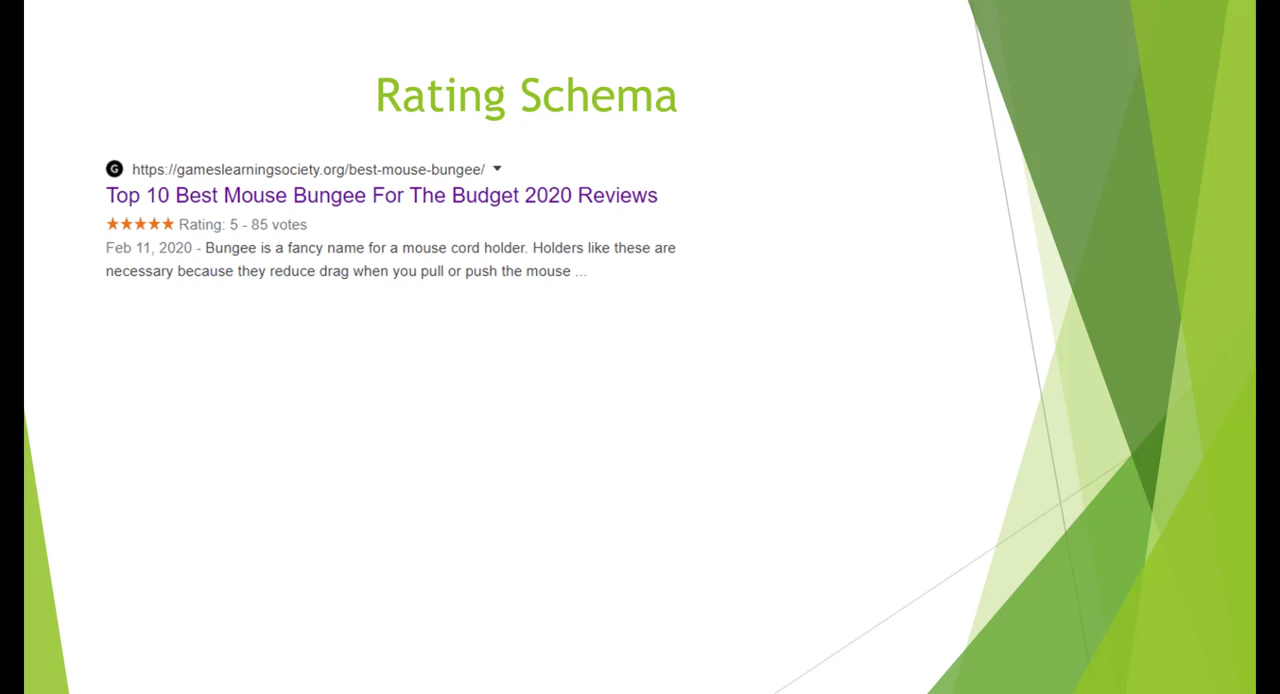 Rating Schema
G https://gameslearningsociety.org/best-mouse-bungee/
Top 10 Best Mouse Bungee For The Budget 2020 Reviews
★★★★★ Rating: 5 - 85 votes
Feb 11, 2020 - Bungee is a fancy name for a mouse cord holder. Holders like these are
necessary because they reduce drag when you pull or push the mouse ...